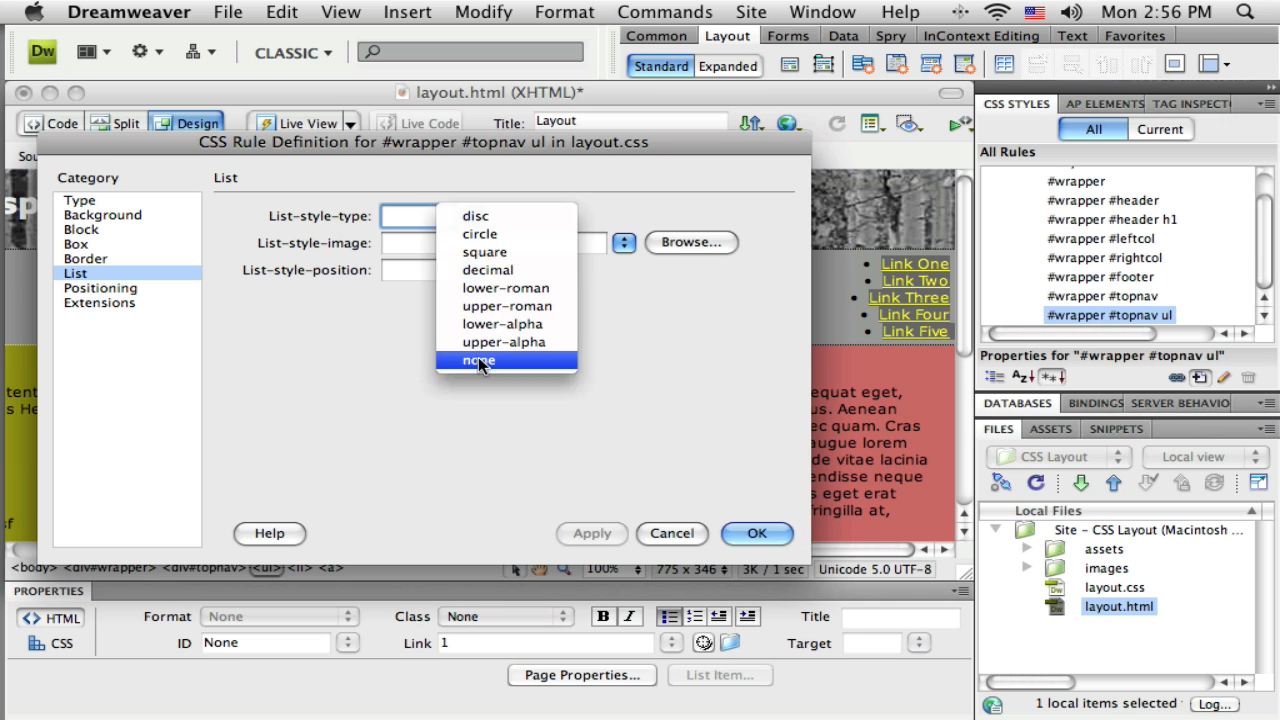 Dreamweaver File Edit View Insert Modify Format Commands Site Window Help Mon 2:56 PM
Dw CLASSIC
Common Layout Forms Data Spry InContext Editing Text Favorites
Standard Expanded
layout.html (XHTML)*
Code Split Design Live View Live Code Title: Layout
Sou
CSS Rule Definition for #wrapper #topnav ul in layout.css
Category
Type
Background
Block
Box
Border
List
Positioning
Extensions
List
List-style-type:
List-style-image:
Browse...
List-style-position:
disc
circle
square
decimal
lower-roman
upper-roman
lower-alpha
upper-alpha
none
Help Apply Cancel OK
sp
• Link One
• Link Two
• Link Three
• Link Four
• Link Five
tent
s He
sf
equat eget,
us. Aenean
ec quam. Cras
augue lorem
de vitae lacinia
endisse neque
s eget erat
fringilla at,
<body> <div#wrapper> <div#topnav> <ul> <li> <a> 100% 775 x 346 3K / 1 sec Unicode 5.0 UTF-8
PROPERTIES
<> HTML Format None Class None B I Title
CSS ID None Link 1 Target
Page Properties... List Item...
CSS STYLES AP ELEMENTS TAG INSPECT
All Current
All Rules
#wrapper
#wrapper #header
#wrapper #header h1
#wrapper #leftcol
#wrapper #rightcol
#wrapper #footer
#wrapper #topnav
#wrapper #topnav ul
Properties for "#wrapper #topnav ul"
DATABASES BINDINGS SERVER BEHAVIO
FILES ASSETS SNIPPETS
CSS Layout Local view
Local Files
Site - CSS Layout (Macintosh ...
assets
images
layout.css
layout.html
1 local items selected Log...